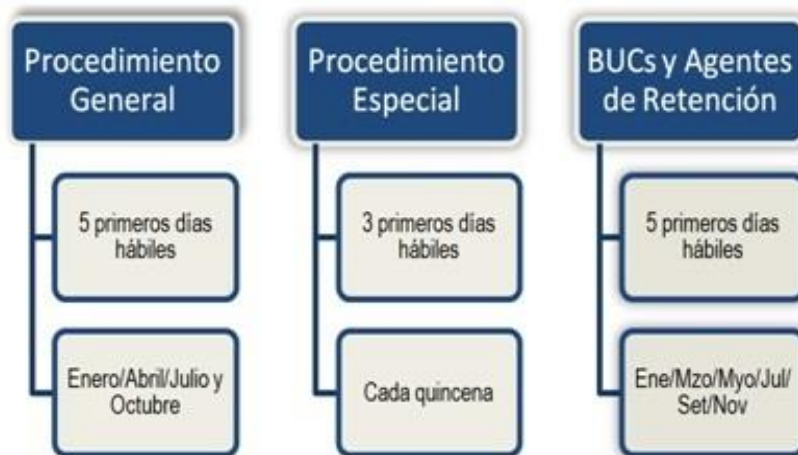 Procedimiento
General
5 primeros días
hábiles
Enero/Abril/Julio y
Octubre
Procedimiento
Especial
3 primeros días
hábiles
Cada quincena
BUCs y Agentes
de Retención
5 primeros días
hábiles
Ene/Mzo/Myo/Jul/
Set/Nov